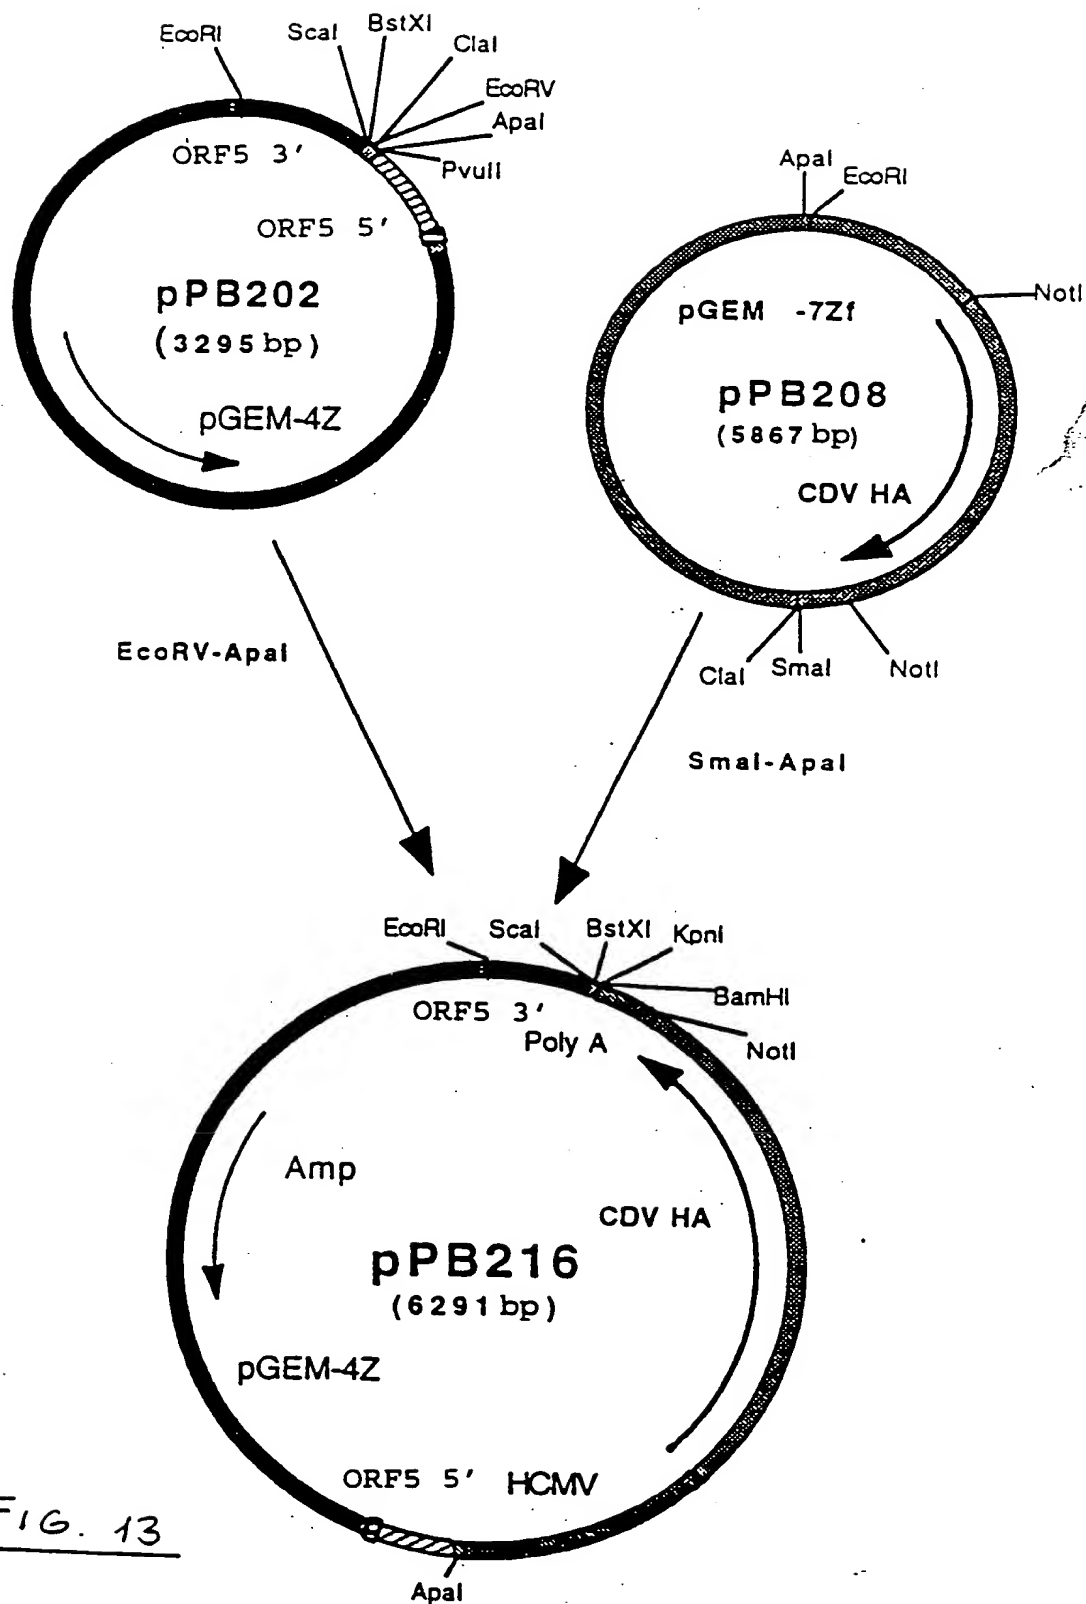 EcoRI
ScaI
BstXI
ClaI
EcoRV
ApaI
PvuII
ORF5 3'
ORF5 5'
pPB202
(3295 bp)
pGEM-4Z
ApaI
EcoRI
NotI
pGEM -7Zf
pPB208
(5867 bp)
CDV HA
ClaI
SmaI
NotI
EcoRV-ApaI
SmaI-ApaI
EcoRI
ScaI
BstXI
KpnI
BamHI
NotI
ORF5 3'
Poly A
Amp
CDV HA
pPB216
(6291 bp)
pGEM-4Z
ORF5 5'
HCMV
ApaI
FIG. 13